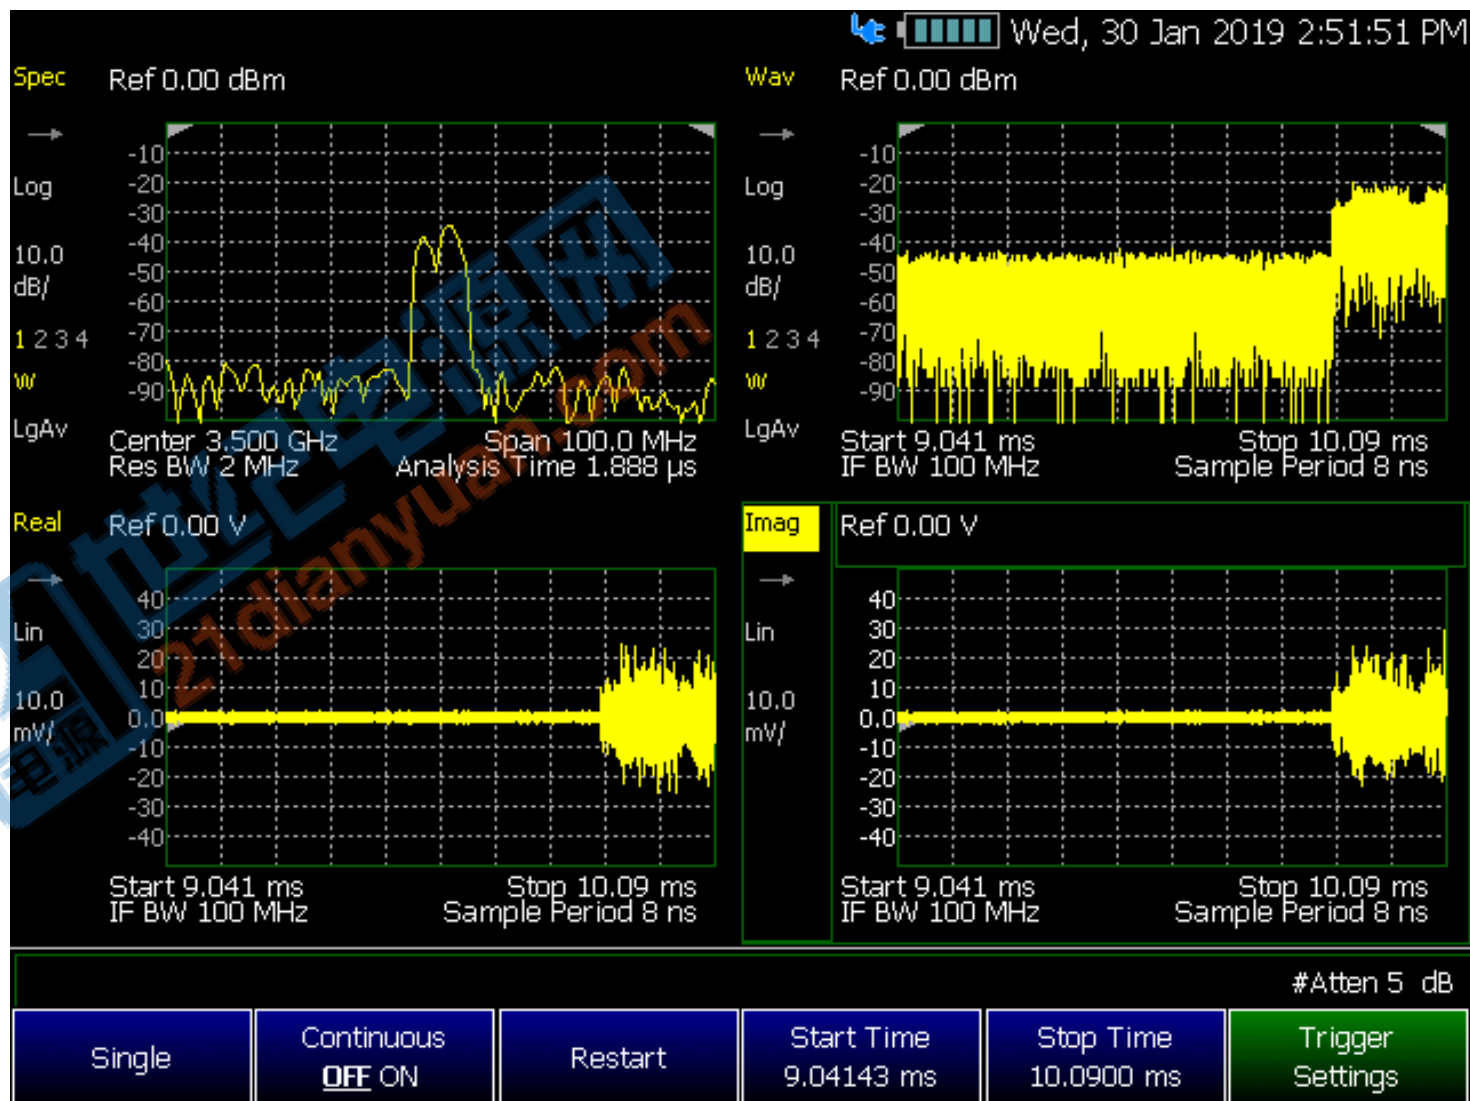 Wed, 30 Jan 2019 2:51:51 PM
Spec
Ref 0.00 dBm
Log
10.0
dB/
1 2 3 4
W
LgAv
-10
-20
-30
-40
-50
-60
-70
-80
-90
Center 3.500 GHz
Span 100.0 MHz
Res BW 2 MHz
Analysis Time 1.888 µs
Wav
Ref 0.00 dBm
Log
10.0
dB/
1 2 3 4
W
LgAv
-10
-20
-30
-40
-50
-60
-70
-80
-90
Start 9.041 ms
Stop 10.09 ms
IF BW 100 MHz
Sample Period 8 ns
Real
Ref 0.00 V
Lin
10.0
mV/
40
30
20
10
0.0
-10
-20
-30
-40
Start 9.041 ms
Stop 10.09 ms
IF BW 100 MHz
Sample Period 8 ns
Imag
Ref 0.00 V
Lin
10.0
mV/
40
30
20
10
0.0
-10
-20
-30
-40
Start 9.041 ms
Stop 10.09 ms
IF BW 100 MHz
Sample Period 8 ns
#Atten 5 dB
Single
Continuous
OFF ON
Restart
Start Time
9.04143 ms
Stop Time
10.0900 ms
Trigger
Settings
世纪电源网
21dianyuan.com
电源